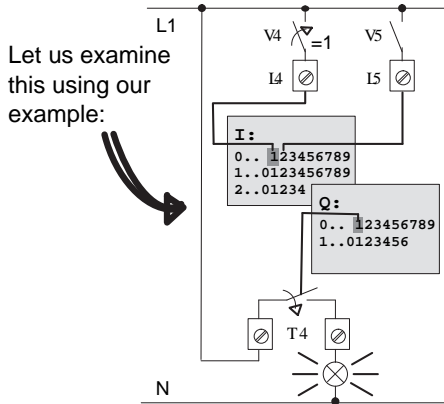 L1
Let us examine
this using our
example:
V4
=1
V5
I4
I5
I:
0.. 123456789
1..0123456789
2..01234
Q:
0.. 123456789
1..0123456
T4
N